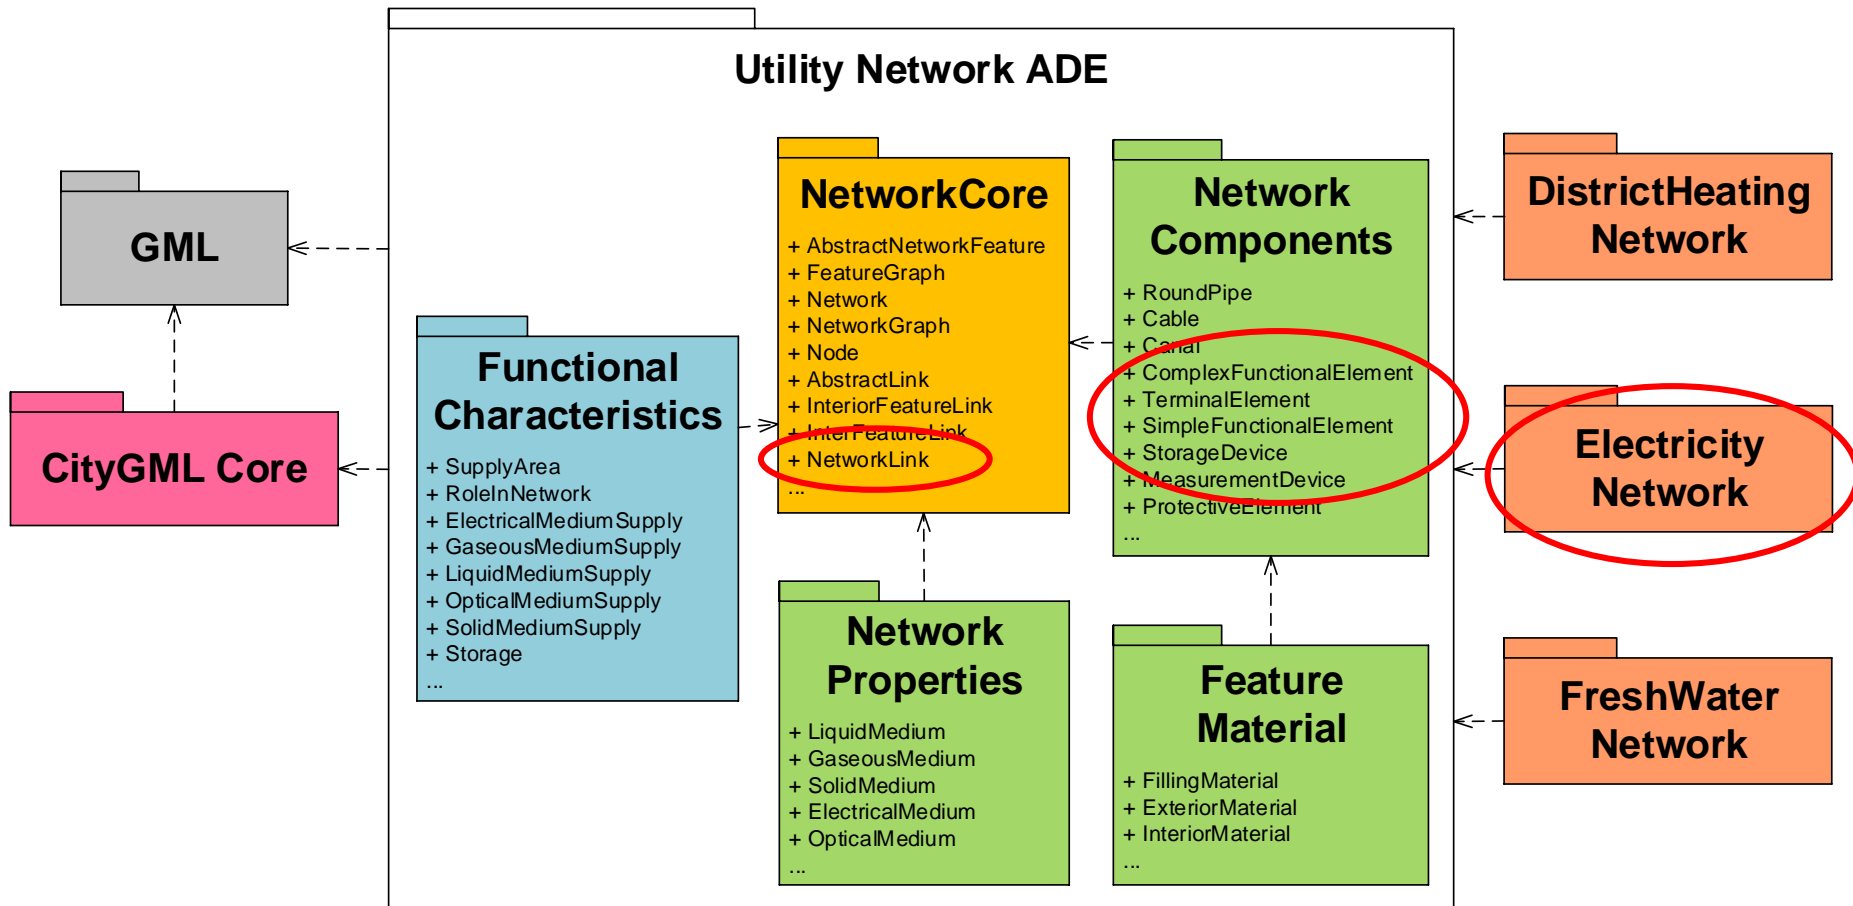 Utility Network ADE
GML
CityGML Core
Functional
Characteristics
+ SupplyArea
+ RoleInNetwork
+ ElectricalMediumSupply
+ GaseousMediumSupply
+ LiquidMediumSupply
+ OpticalMediumSupply
+ SolidMediumSupply
+ Storage
...
NetworkCore
+ AbstractNetworkFeature
+ FeatureGraph
+ Network
+ NetworkGraph
+ Node
+ AbstractLink
+ InteriorFeatureLink
+ InterFeatureLink
+ NetworkLink
...
Network
Properties
+ LiquidMedium
+ GaseousMedium
+ SolidMedium
+ ElectricalMedium
+ OpticalMedium
...
Network
Components
+ RoundPipe
+ Cable
+ Canal
+ ComplexFunctionalElement
+ TerminalElement
+ SimpleFunctionalElement
+ StorageDevice
+ MeasurementDevice
+ ProtectiveElement
...
Feature
Material
+ FillingMaterial
+ ExteriorMaterial
+ InteriorMaterial
...
DistrictHeating
Network
Electricity
Network
FreshWater
Network